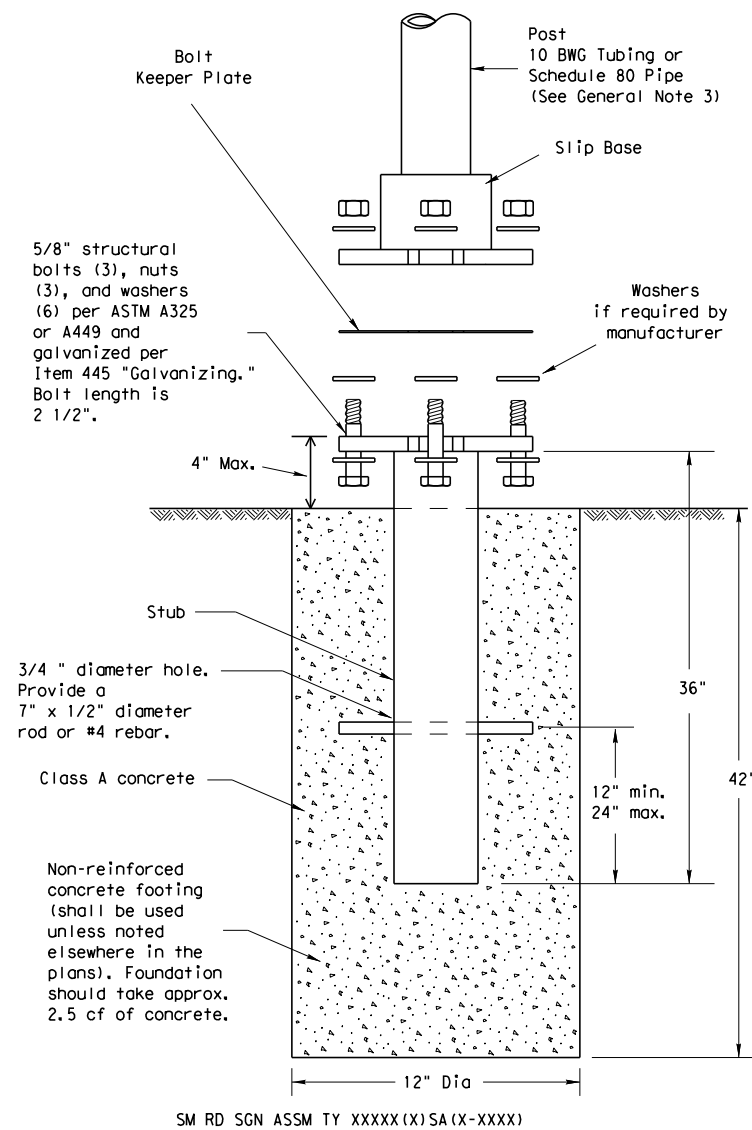 Bolt
Keeper Plate
Post
10 BWG Tubing or
Schedule 80 Pipe
(See General Note 3)
Slip Base
5/8" structural
bolts (3), nuts
(3), and washers
(6) per ASTM A325
or A449 and
galvanized per
Item 445 "Galvanizing."
Bolt length is
2 1/2".
Washers
if required by
manufacturer
4" Max.
Stub
3/4 " diameter hole.
Provide a
7" x 1/2" diameter
rod or #4 rebar.
36"
Class A concrete
12" min.
24" max.
42"
Non-reinforced
concrete footing
(shall be used
unless noted
elsewhere in the
plans). Foundation
should take approx.
2.5 cf of concrete.
12" Dia
SM RD SGN ASSM TY XXXXX(X)SA(X-XXXX)